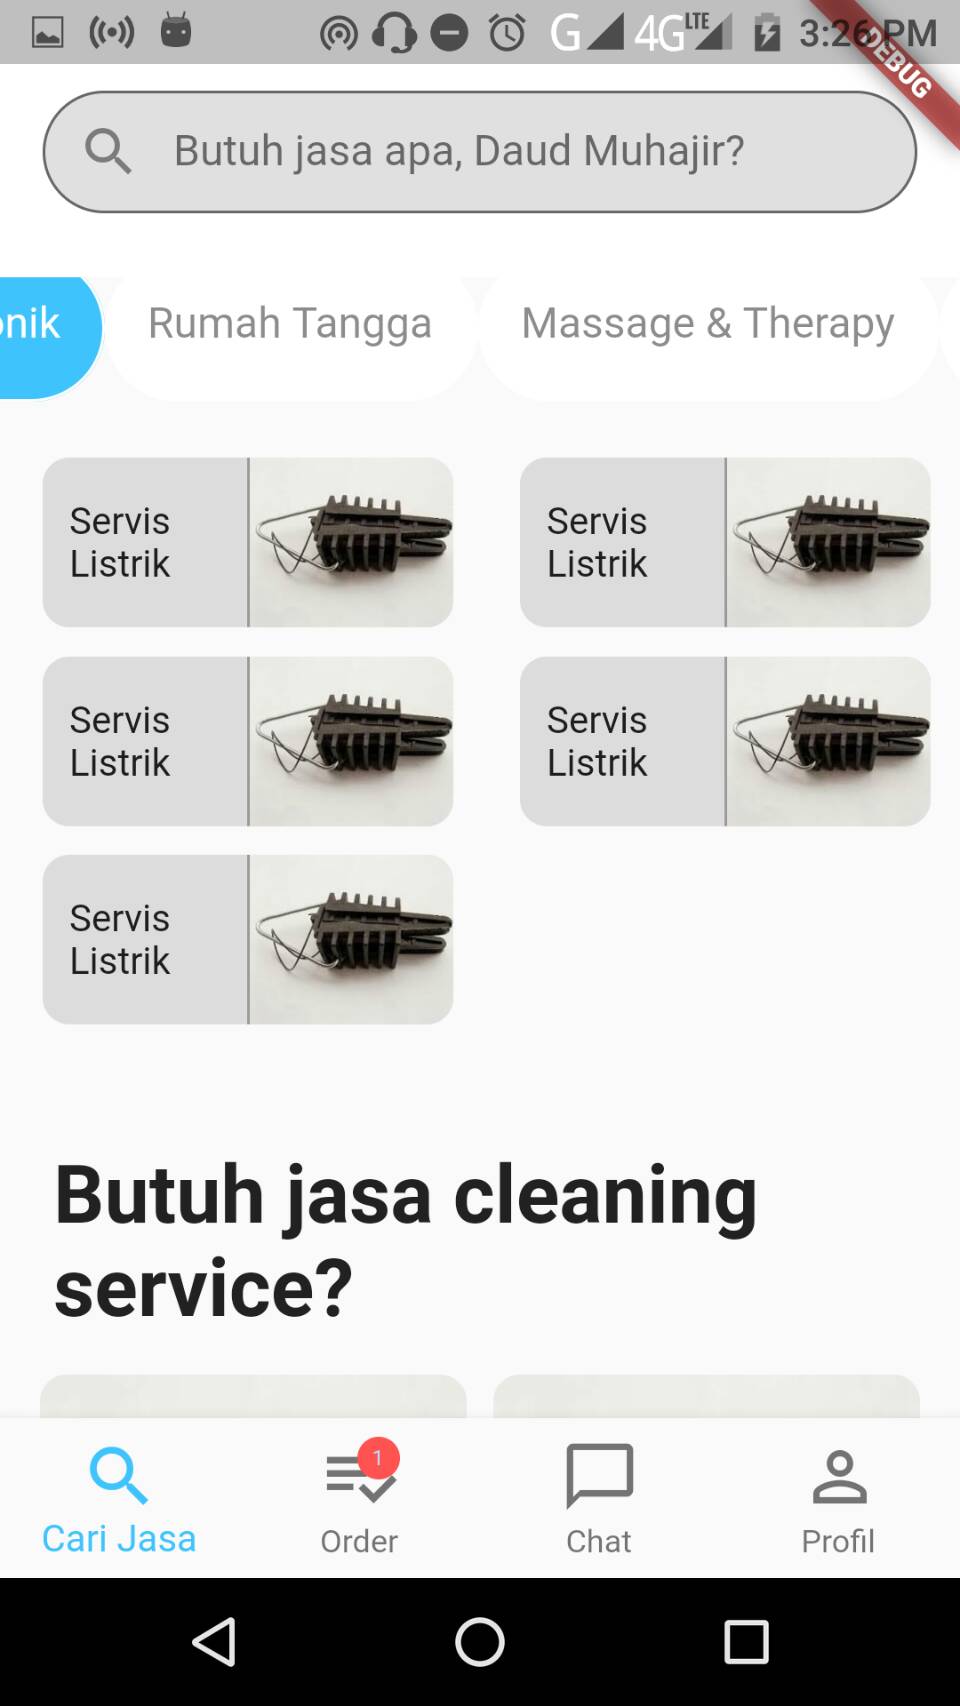 G 4G LTE 3:26 PM
DEBUG
Butuh jasa apa, Daud Muhajir?
onik Rumah Tangga Massage & Therapy
Servis
Listrik
Servis
Listrik
Servis
Listrik
Servis
Listrik
Servis
Listrik
Butuh jasa cleaning
service?
1
Cari Jasa Order Chat Profil